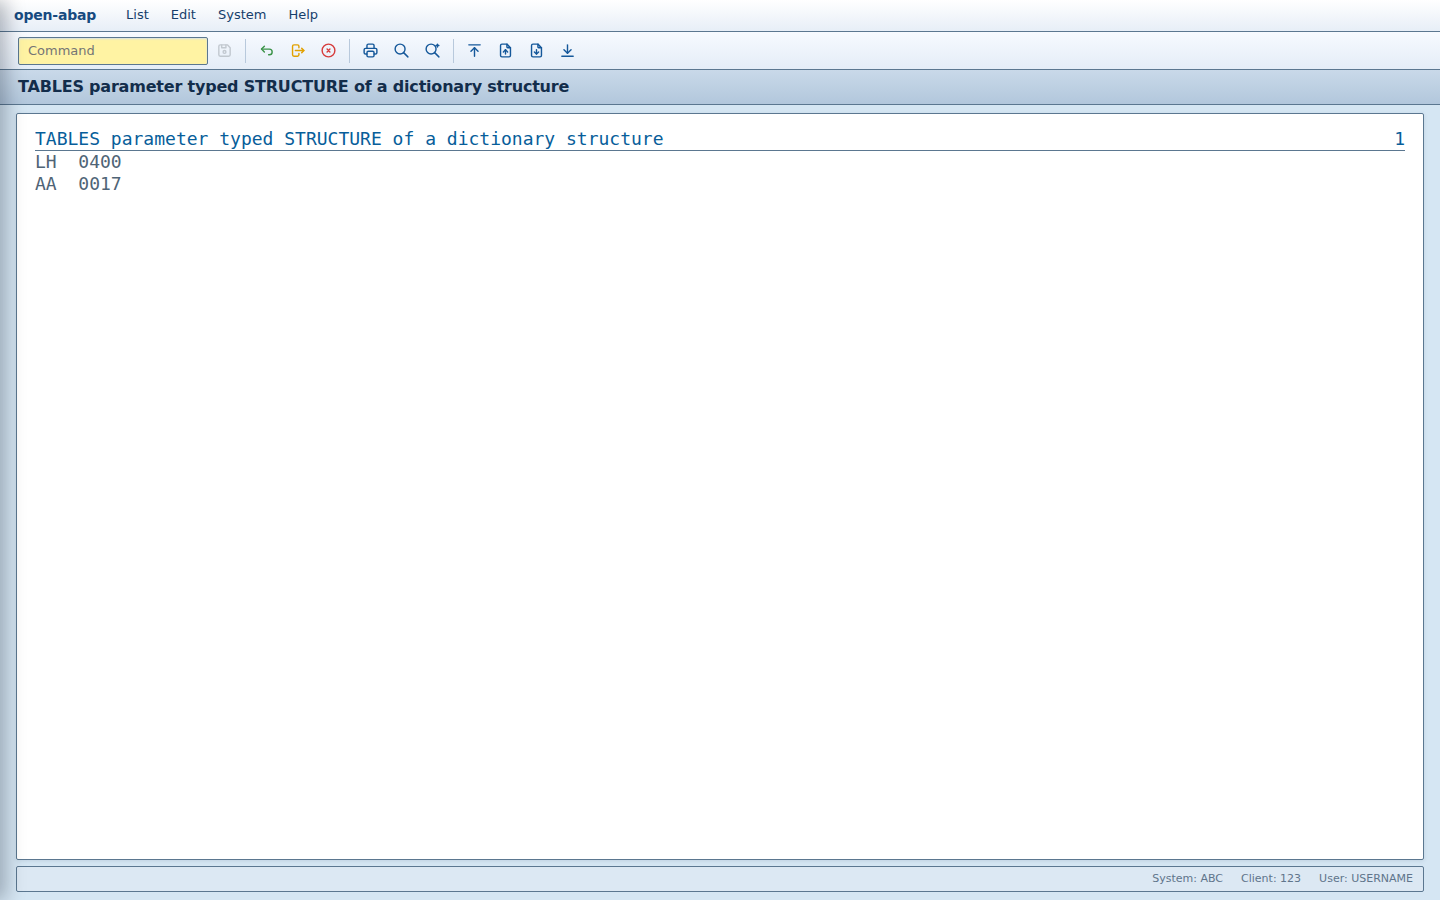 open-abap List Edit System Help
Command
TABLES parameter typed STRUCTURE of a dictionary structure
TABLES parameter typed STRUCTURE of a dictionary structure 1
LH  0400
AA  0017
System: ABC Client: 123 User: USERNAME